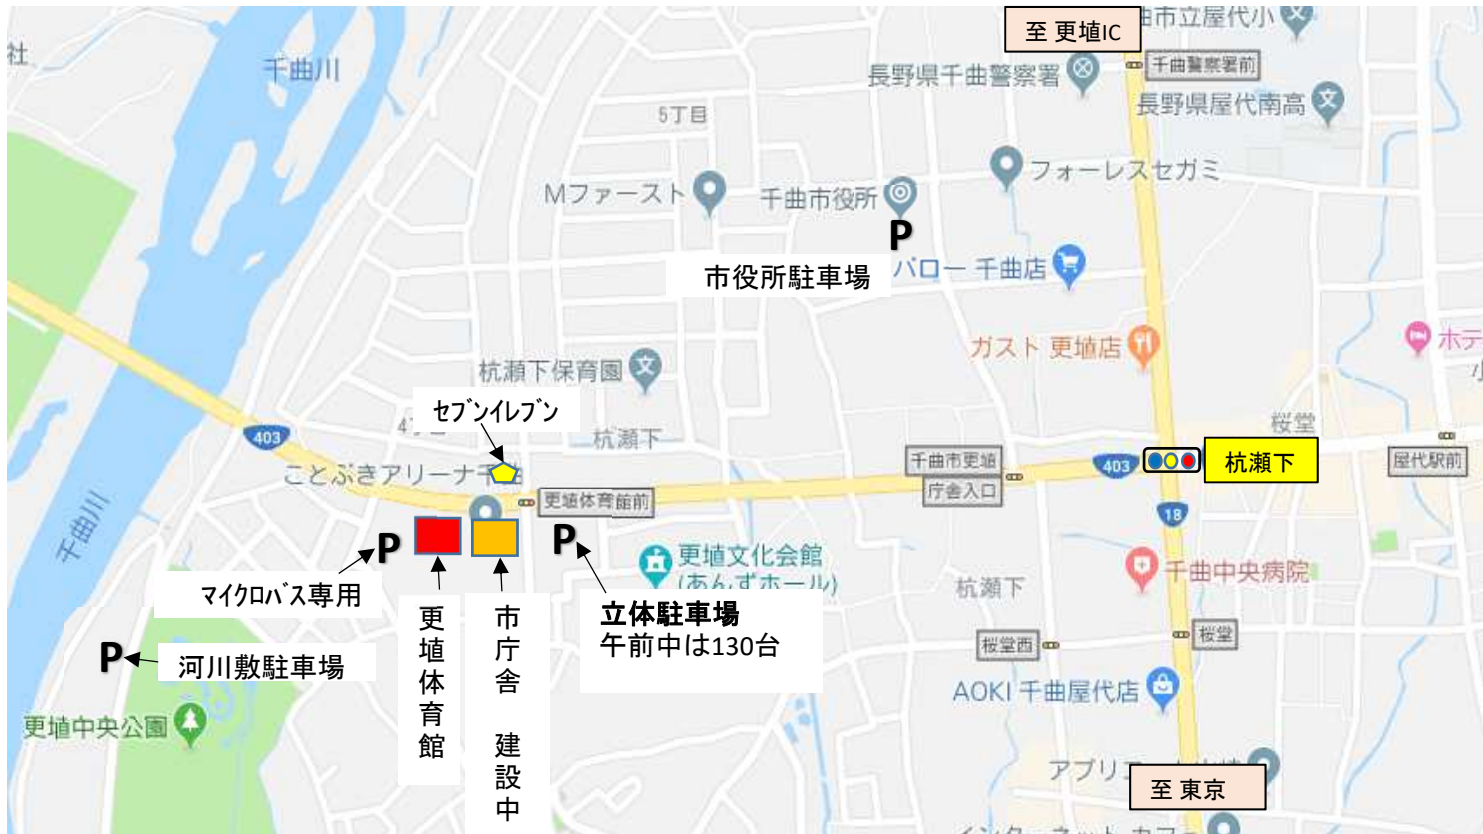 至 更埴IC
曲市立屋代小
社
千曲川
長野県千曲警察署
千曲警察署前
長野県屋代南高
5丁目
フォーレスセガミ
Mファースト
千曲市役所
P
市役所駐車場
バロー 千曲店
ガスト 更埴店
ホテ
杭瀬下保育園
セブンイレブン
403
杭瀬下
桜堂
千曲市更埴
庁舎入口
403
杭瀬下
屋代駅前
ことぶきアリーナ千曲
更埴体育館前
18
千曲川
P
P
更埴文化会館
(あんずホール)
千曲中央病院
マイクロバス専用
杭瀬下
更埴体育館
市庁舎 建設中
立体駐車場
午前中は130台
桜堂西
桜堂
P
河川敷駐車場
AOKI 千曲屋代店
更埴中央公園
アプリ
至 東京